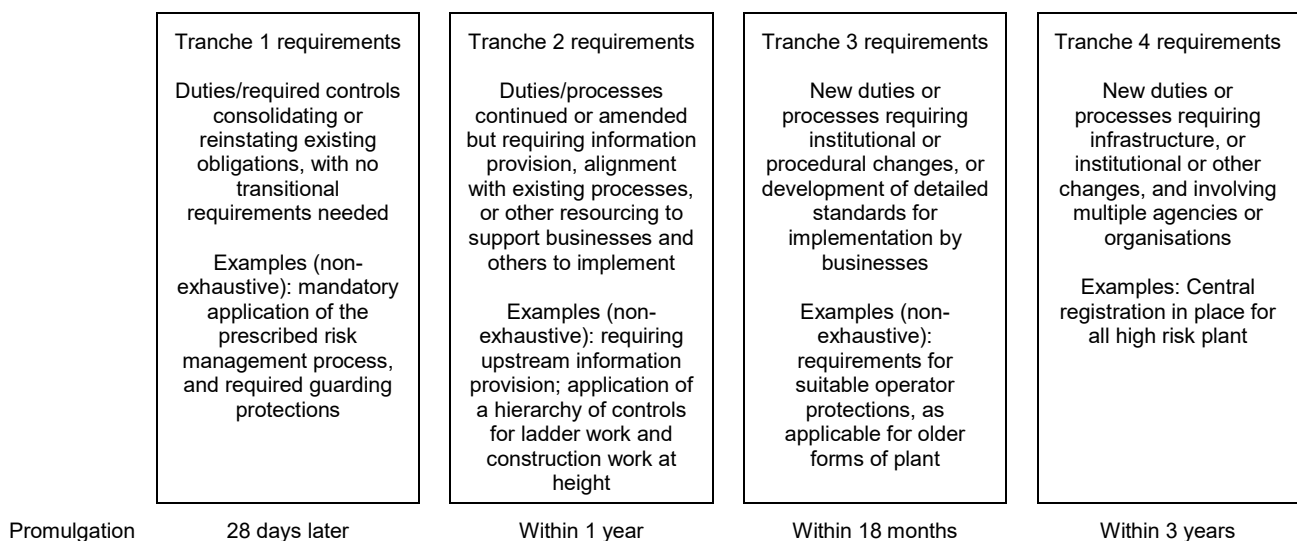 Tranche 1 requirements
Duties/required controls
consolidating or
reinstating existing
obligations, with no
transitional
requirements needed
Examples (non-
exhaustive): mandatory
application of the
prescribed risk
management process,
and required guarding
protections
Tranche 2 requirements
Duties/processes
continued or amended
but requiring information
provision, alignment
with existing processes,
or other resourcing to
support businesses and
others to implement
Examples (non-
exhaustive): requiring
upstream information
provision; application of
a hierarchy of controls
for ladder work and
construction work at
height
Tranche 3 requirements
New duties or
processes requiring
institutional or
procedural changes, or
development of detailed
standards for
implementation by
businesses
Examples (non-
exhaustive):
requirements for
suitable operator
protections, as
applicable for older
forms of plant
Tranche 4 requirements
New duties or
processes requiring
infrastructure, or
institutional or other
changes, and involving
multiple agencies or
organisations
Examples: Central
registration in place for
all high risk plant
Promulgation
28 days later
Within 1 year
Within 18 months
Within 3 years